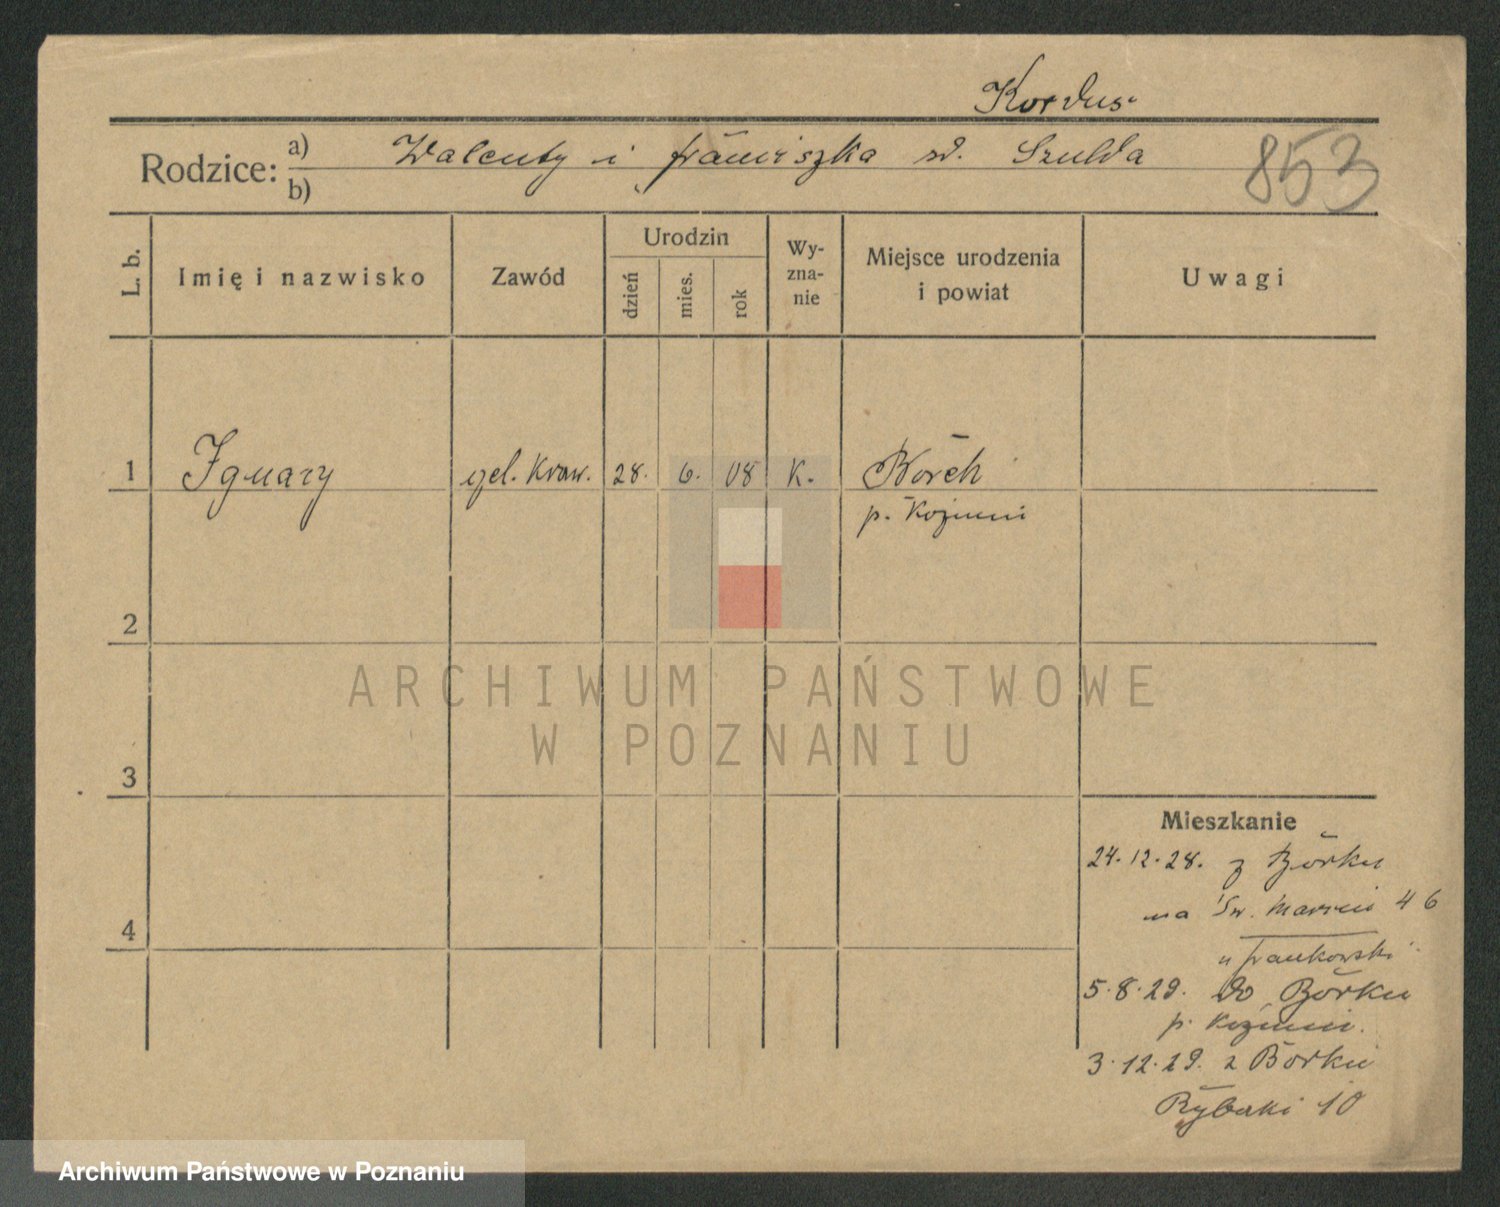 Kordus
Rodzice: a) Walenty i Franciszka rd. Szulda
b)
853
L. b.
Imię i nazwisko
Zawód
Urodzin
dzień
mies.
rok
Wy-
zna-
nie
Miejsce urodzenia
i powiat
Uwagi
1 Ignacy gel. Kraw. 28. 6. 08 K. Borek
p. Koźmin
2
3
4
Mieszkanie
24.12.28. z Borku
na Św. Marcin 46
u Frankowski
5.8.29. do Borku
p. Koźmin.
3.12.29. z Borku
Rybaki 10
ARCHIWUM PAŃSTWOWE
W POZNANIU
Archiwum Państwowe w Poznaniu